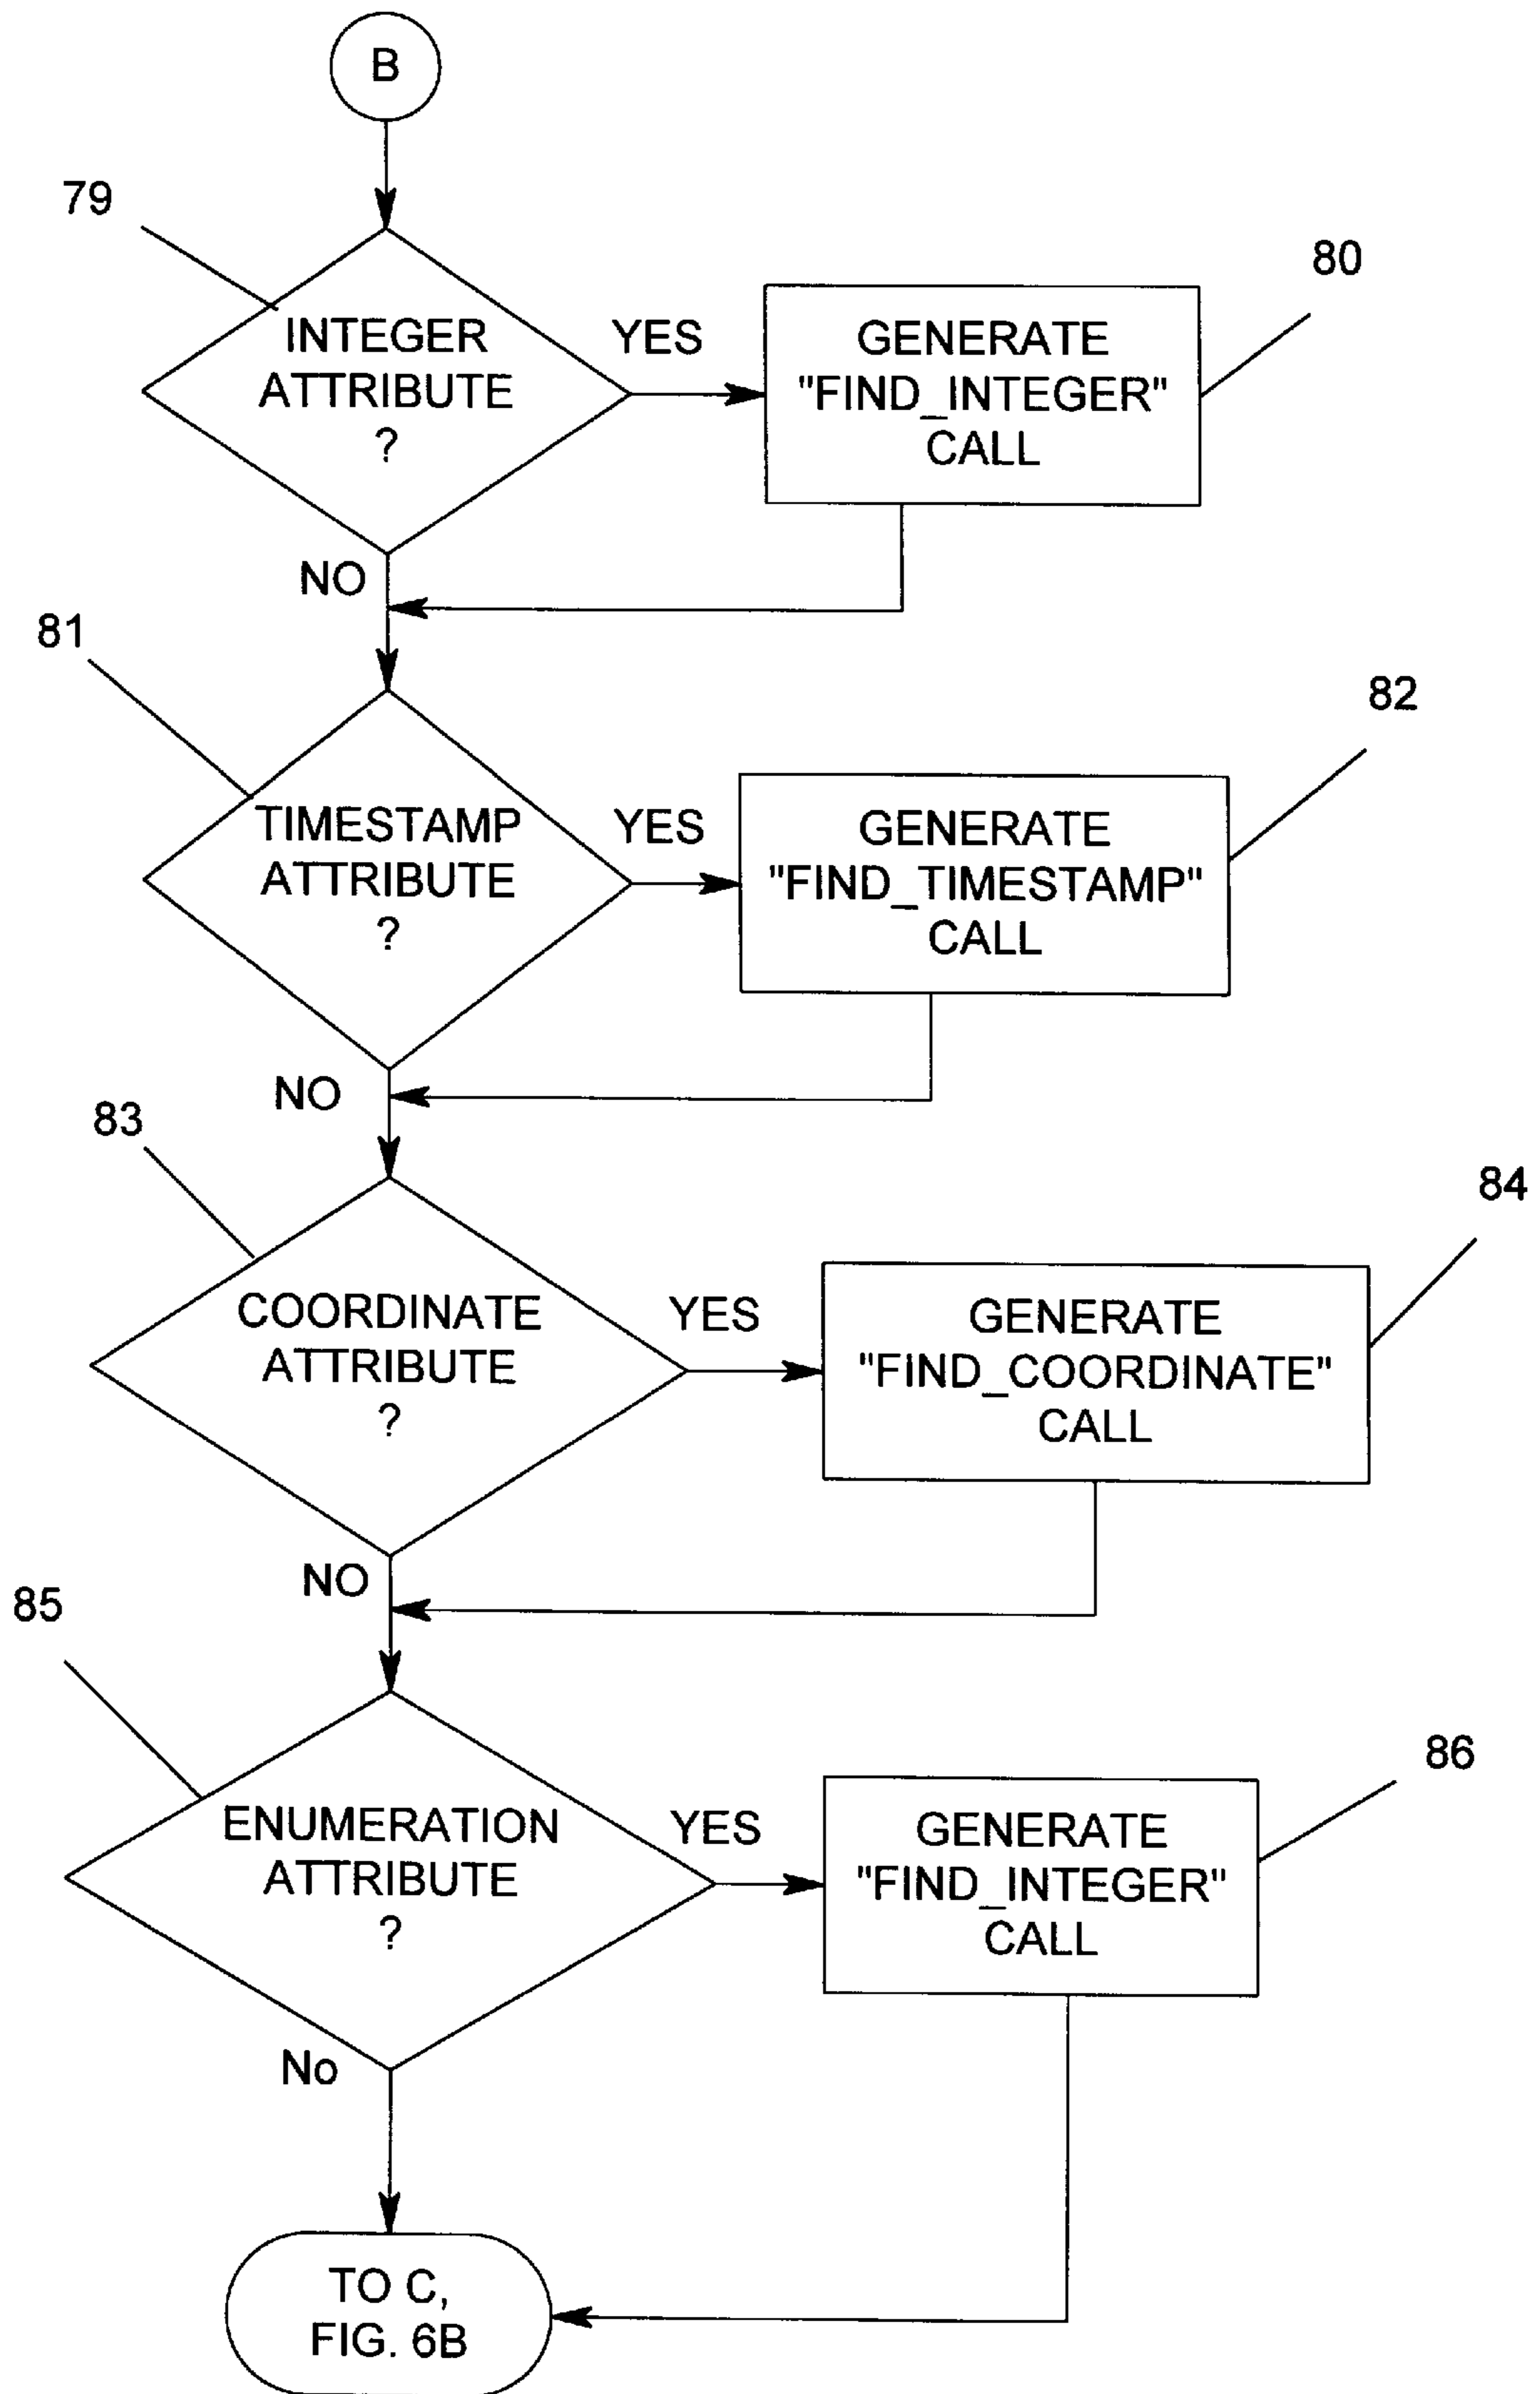 B
79
INTEGER
ATTRIBUTE
?
YES
GENERATE
"FIND_INTEGER"
CALL
80
NO
81
TIMESTAMP
ATTRIBUTE
?
YES
GENERATE
"FIND_TIMESTAMP"
CALL
82
NO
83
COORDINATE
ATTRIBUTE
?
YES
GENERATE
"FIND_COORDINATE"
CALL
84
NO
85
ENUMERATION
ATTRIBUTE
?
YES
GENERATE
"FIND_INTEGER"
CALL
86
No
TO C,
FIG. 6B